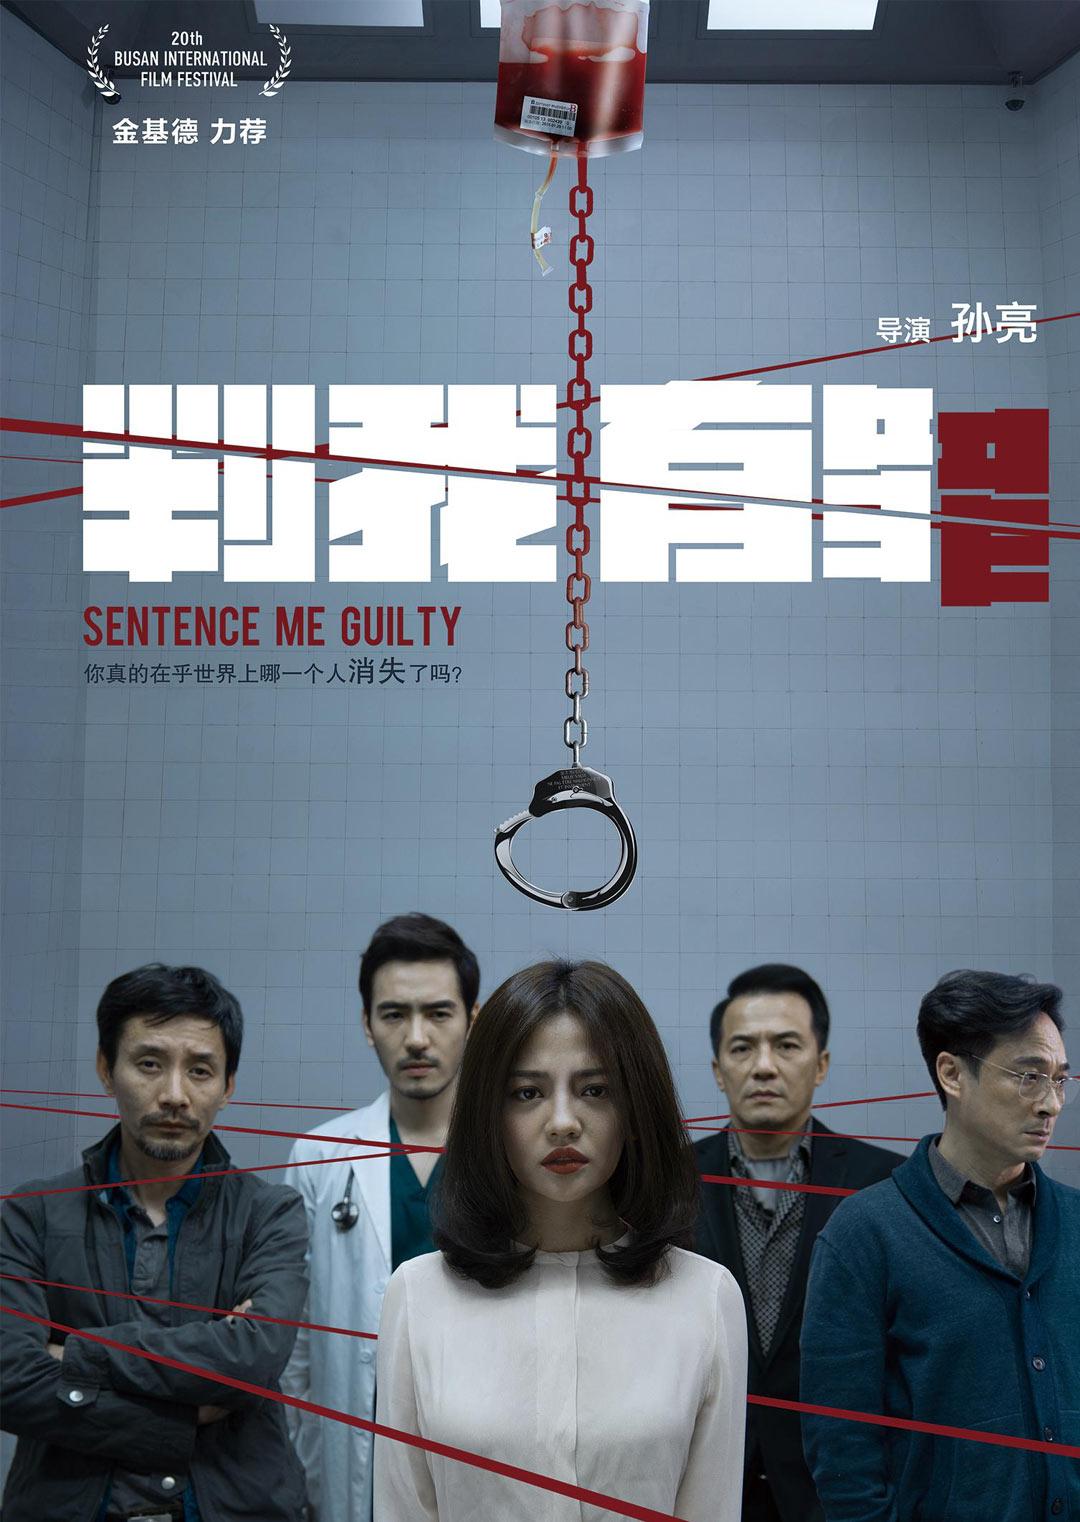 20th
BUSAN INTERNATIONAL
FILM FESTIVAL
金基德 力荐
导演 孙亮
判我有罪
SENTENCE ME GUILTY
你真的在乎世界上哪一个人消失了吗?